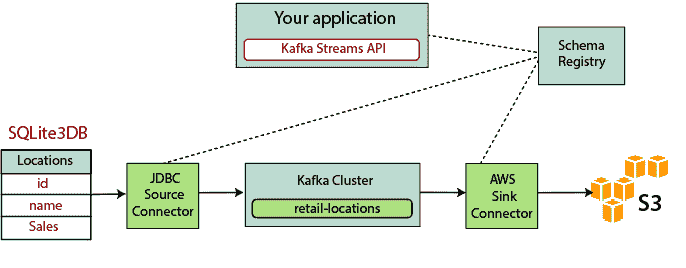 Your application
Kafka Streams API
Schema
Registry
SQLite3DB
Locations
id
name
Sales
JDBC
Source
Connector
Kafka Cluster
retail-locations
AWS
Sink
Connector
S3